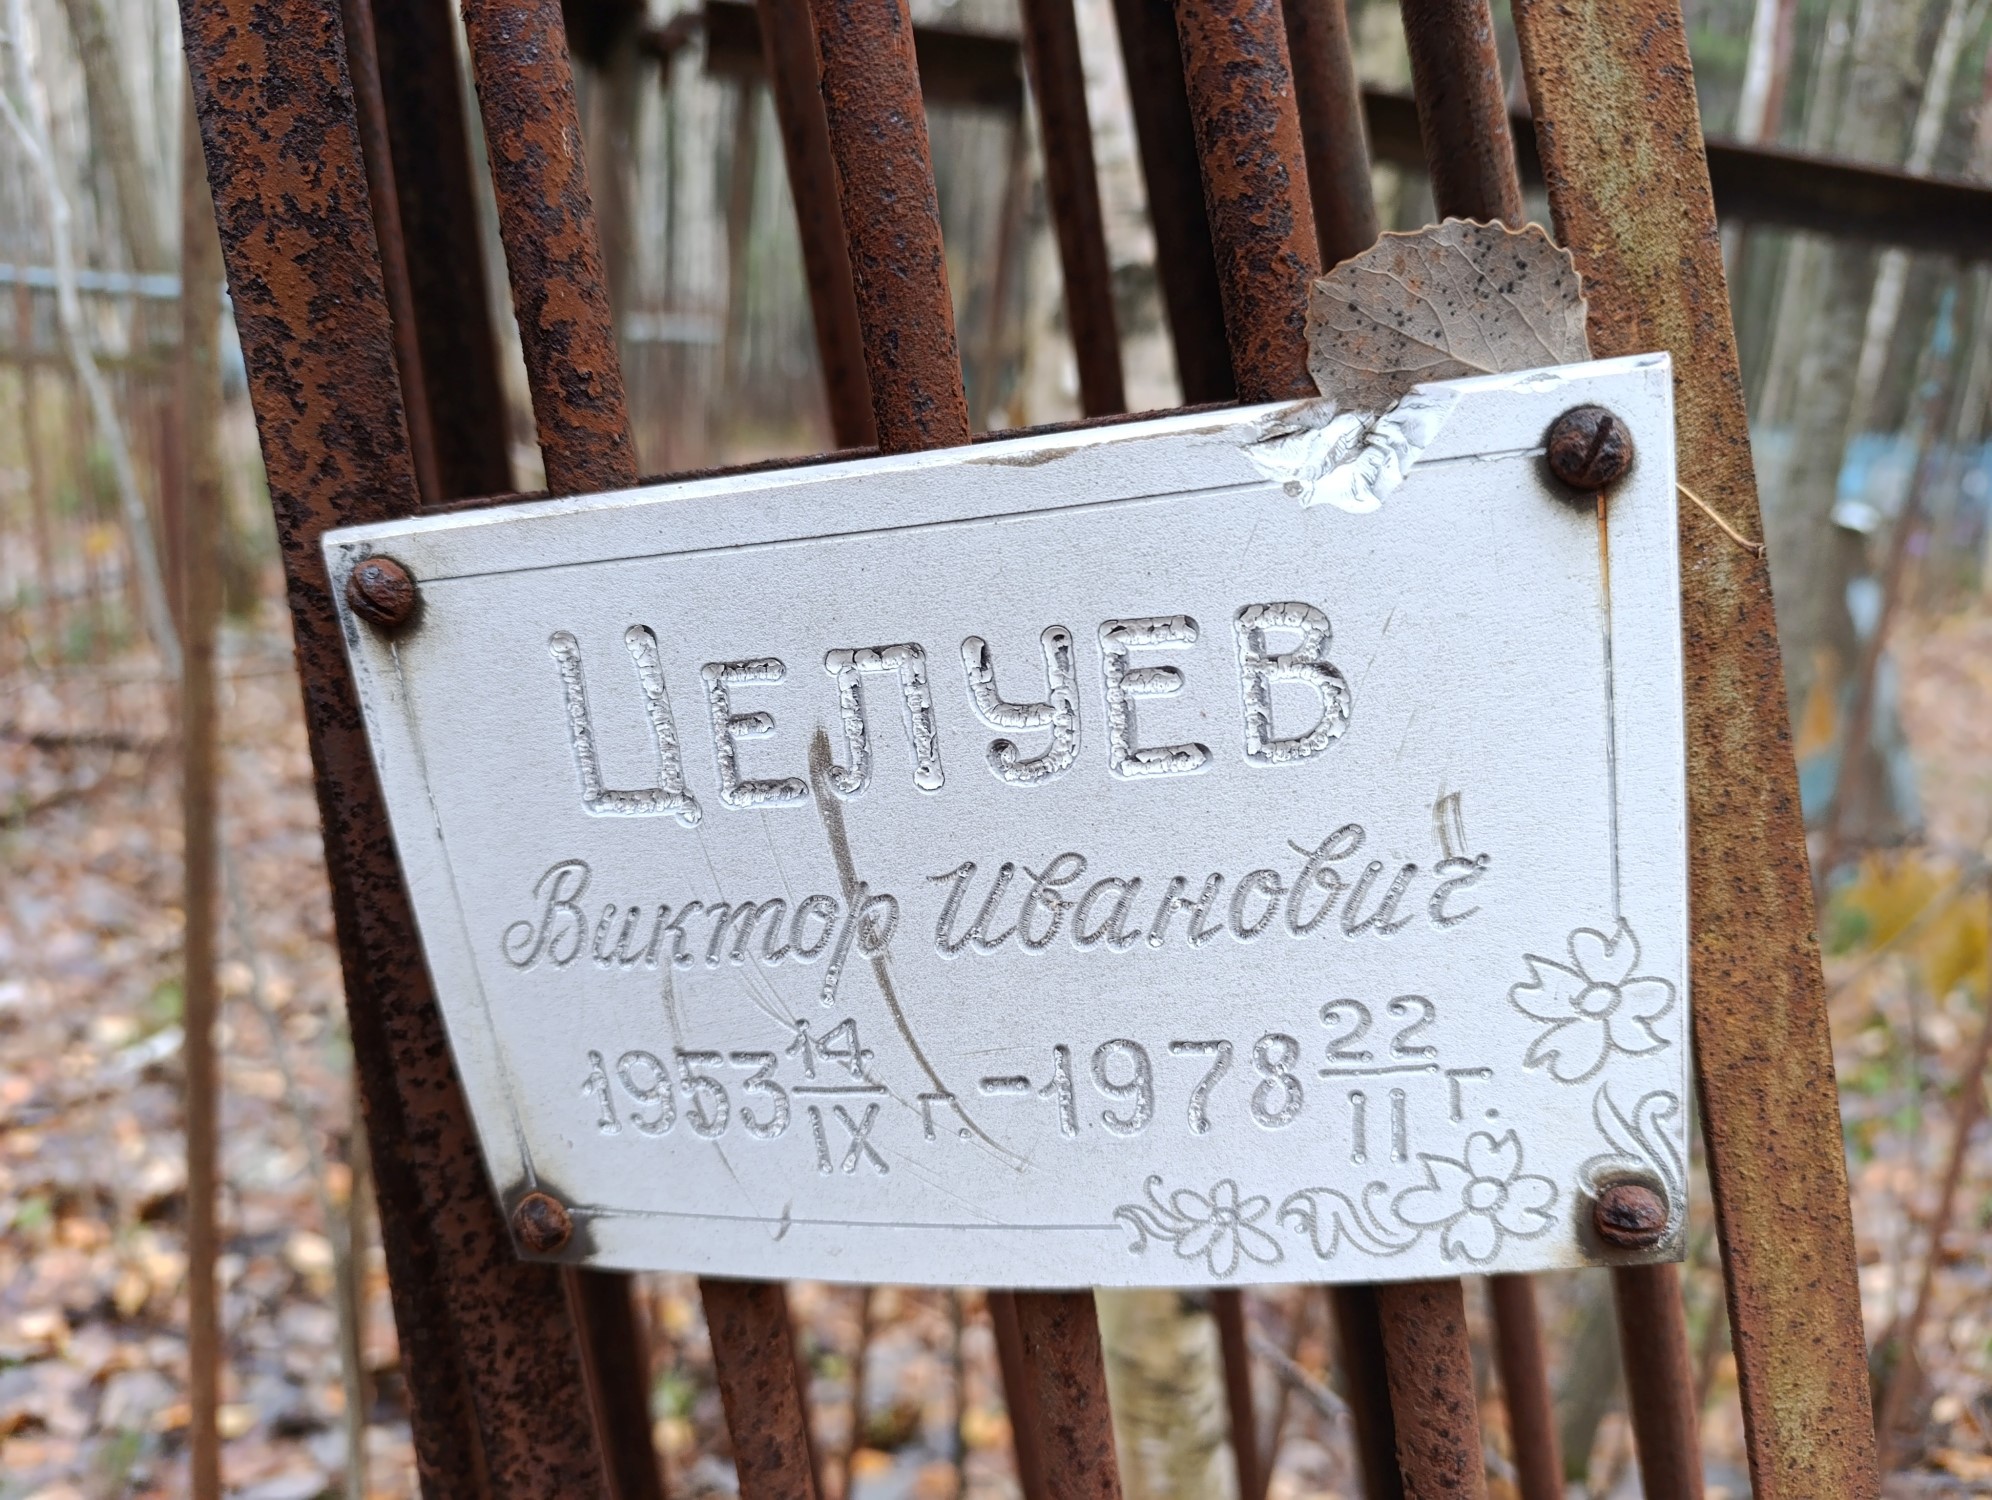 ЦЕЛУЕВ
Виктор Иванович
1953 14/IX г. - 1978 22/II г.